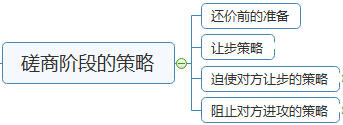 磋商阶段的策略
还价前的准备
让步策略
迫使对方让步的策略
阻止对方进攻的策略